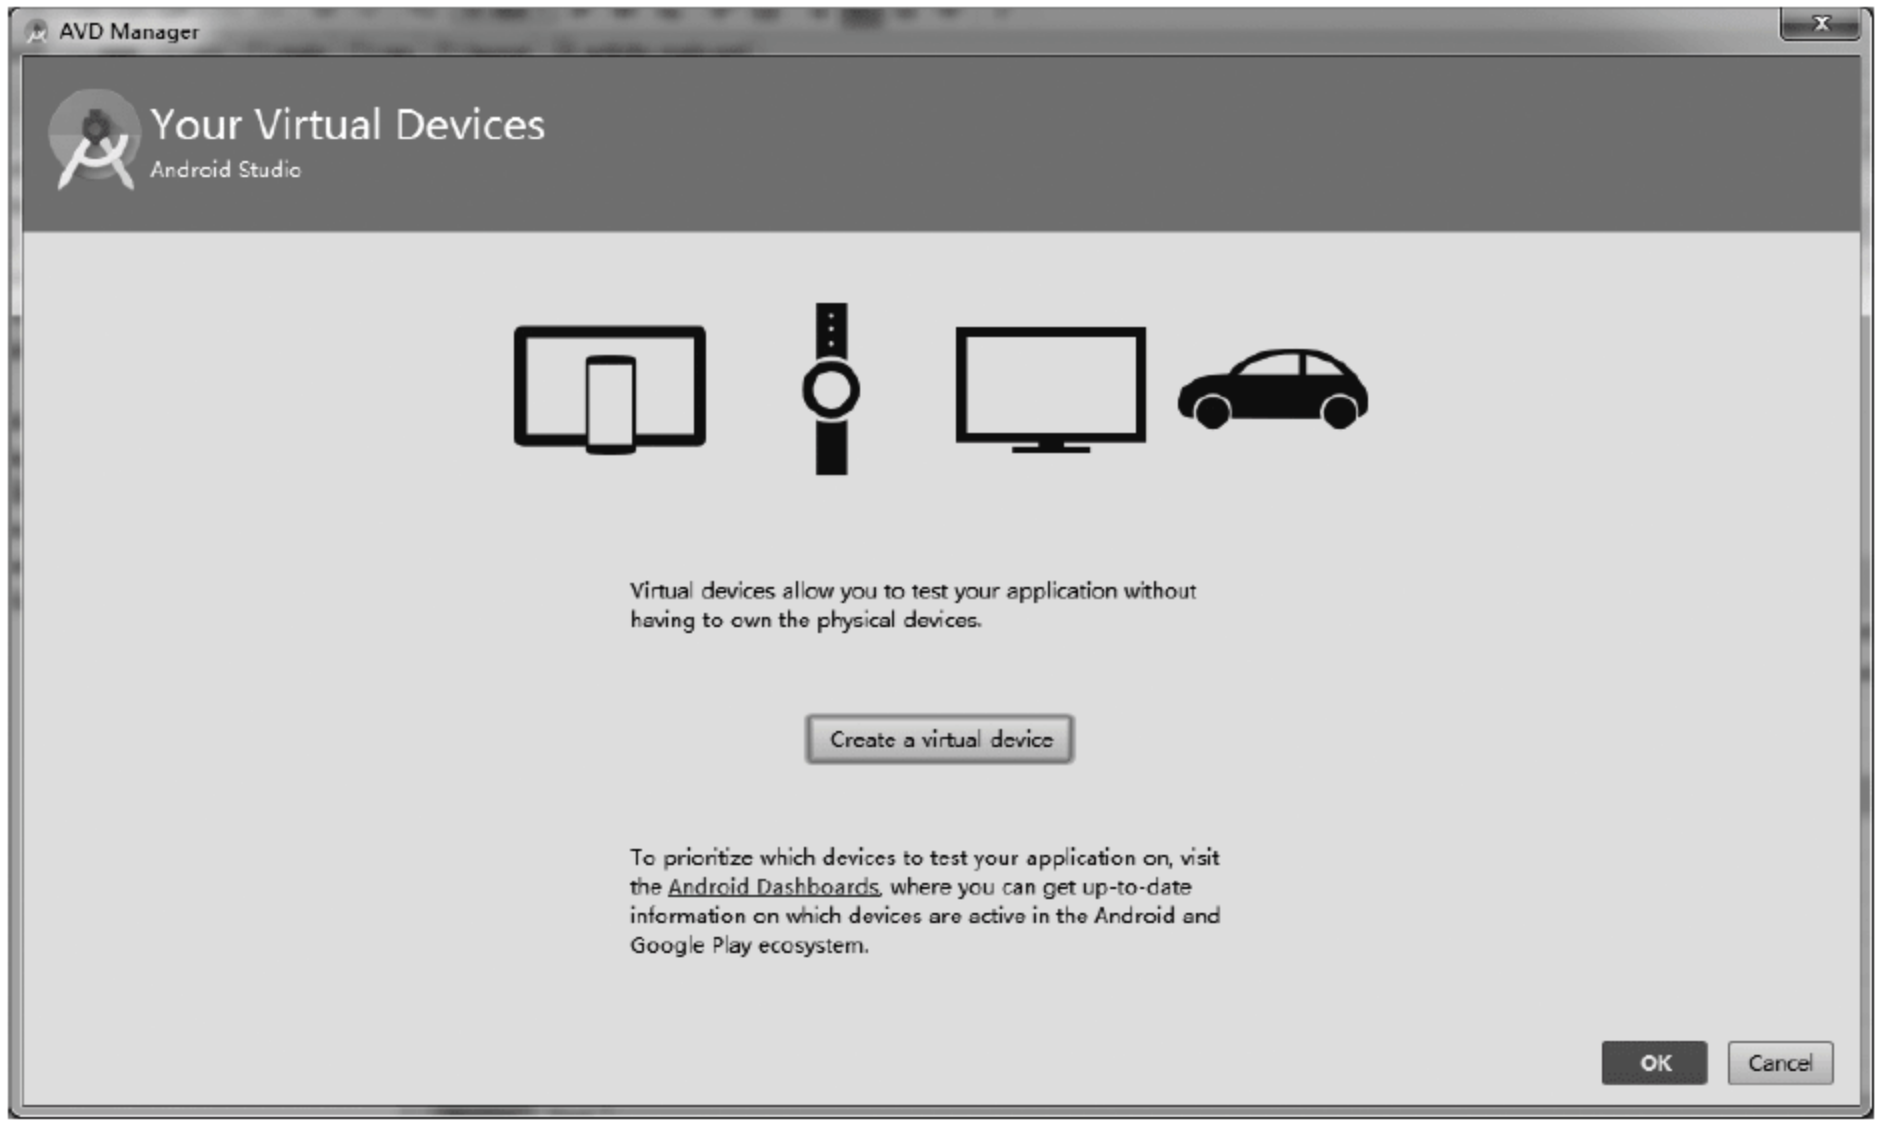 AVD Manager
X
Your Virtual Devices
Android Studio
Virtual devices allow you to test your application without
having to own the physical devices.
Create a virtual device
To prioritize which devices to test your application on, visit
the Android Dashboards, where you can get up-to-date
information on which devices are active in the Android and
Google Play ecosystem.
OK
Cancel